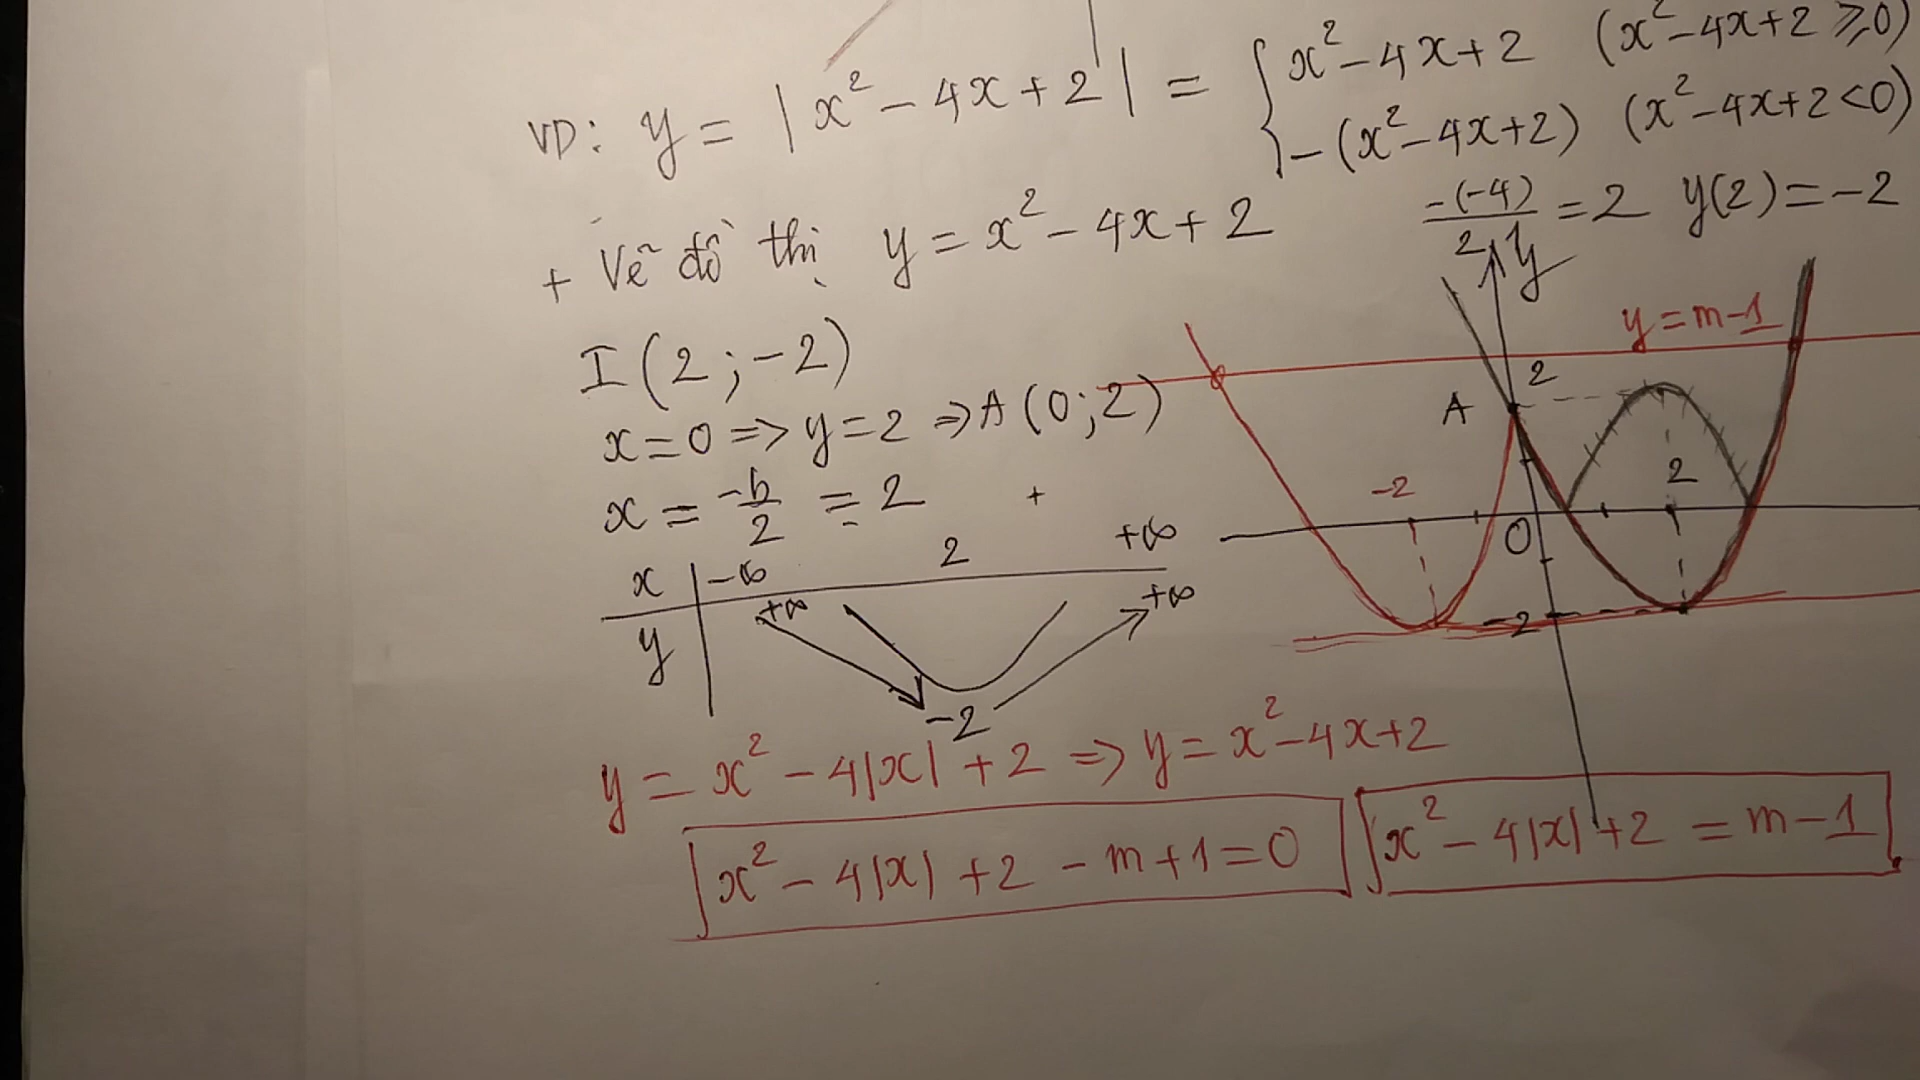 VD: y = |x² - 4x + 2| = { x² - 4x + 2 (x² - 4x + 2 ⩾ 0)
- (x² - 4x + 2) (x² - 4x + 2 < 0)
+ Vẽ đồ thị y = x² - 4x + 2
-(-4)/2.1 = 2 y(2) = -2
I (2 ; -2)
x = 0 => y = 2 => A (0 ; 2)
x = -b/2 = 2 +
x -∞ 2 +∞
y +∞ -2 +∞
y
y = m - 1
2
A
-2
2
O
-2
y = x² - 4|x| + 2 => y = x² - 4x + 2
x² - 4|x| + 2 - m + 1 = 0
x² - 4|x| + 2 = m - 1